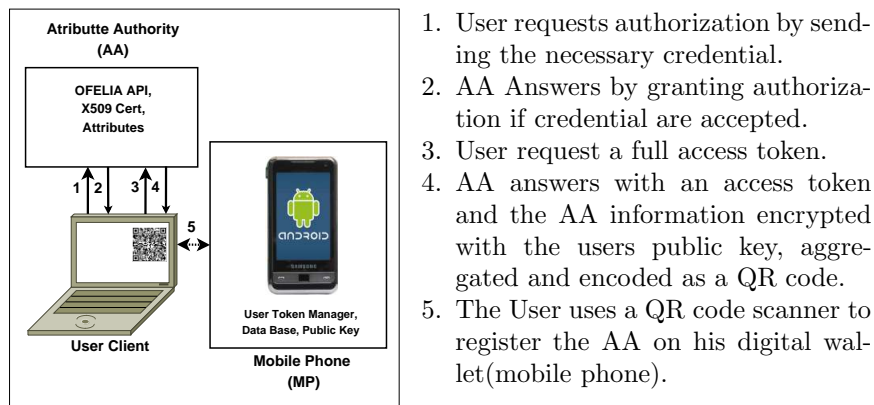 Atributte Authority
(AA)
OFELIA API,
X509 Cert,
Attributes
1
2
3
4
5
User Client
ANDROID
SAMSUNG
User Token Manager,
Data Base, Public Key
Mobile Phone
(MP)
1. User requests authorization by send-
ing the necessary credential.
2. AA Answers by granting authoriza-
tion if credential are accepted.
3. User request a full access token.
4. AA answers with an access token
and the AA information encrypted
with the users public key, aggre-
gated and encoded as a QR code.
5. The User uses a QR code scanner to
register the AA on his digital wal-
let(mobile phone).